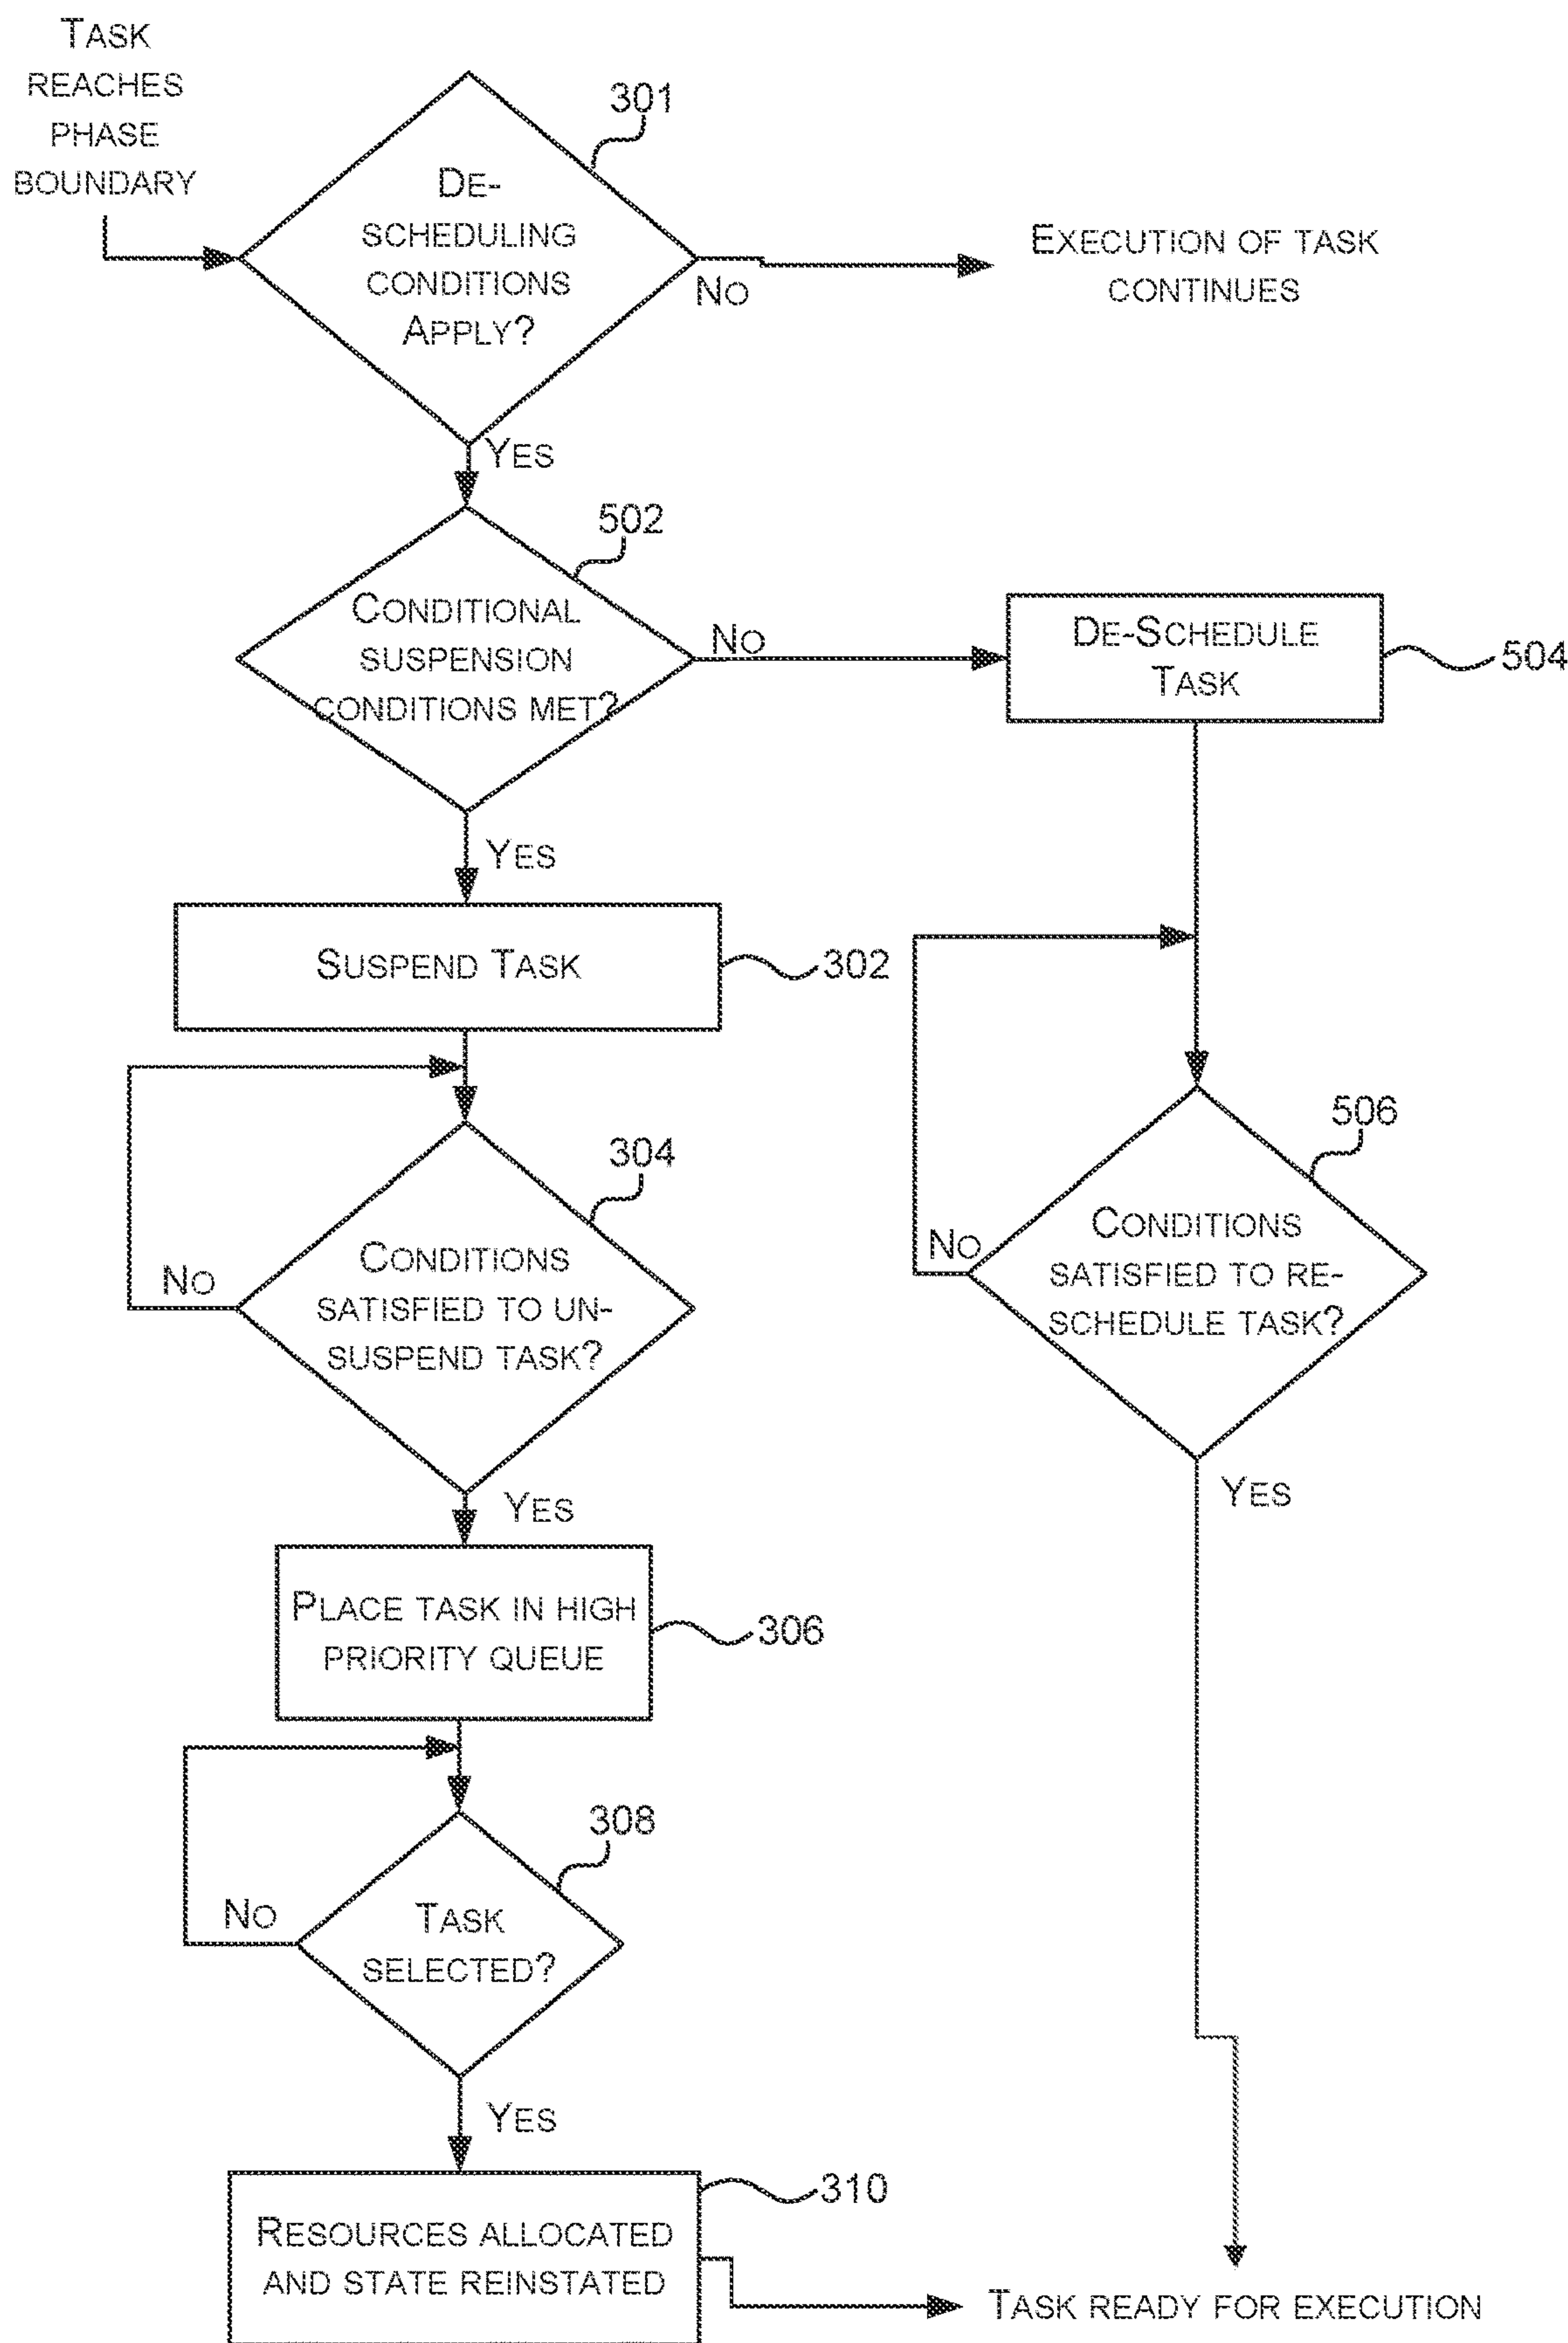 TASK
REACHES
PHASE
BOUNDARY
301
DE-
SCHEDULING
CONDITIONS
APPLY?
NO
EXECUTION OF TASK
CONTINUES
YES
502
CONDITIONAL
SUSPENSION
CONDITIONS MET?
NO
DE-SCHEDULE
TASK
504
YES
SUSPEND TASK
302
304
CONDITIONS
SATISFIED TO UN-
SUSPEND TASK?
NO
506
CONDITIONS
SATISFIED TO RE-
SCHEDULE TASK?
NO
YES
YES
PLACE TASK IN HIGH
PRIORITY QUEUE
306
308
TASK
SELECTED?
NO
YES
310
RESOURCES ALLOCATED
AND STATE REINSTATED
TASK READY FOR EXECUTION